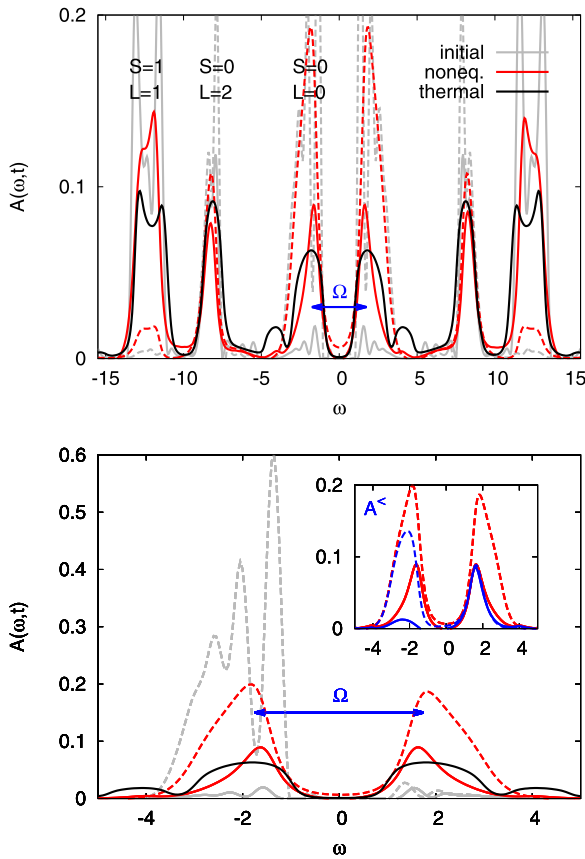 0.2
0.1
0
A(ω,t)
S=1 S=0 S=0
L=1 L=2 L=0
initial
noneq.
thermal
Ω
-15 -10 -5 0 5 10 15
ω
0.6
0.5
0.4
0.3
0.2
0.1
0
A(ω,t)
0.2
0.1
0
A<
-4 -2 0 2 4
Ω
-4 -2 0 2 4
ω